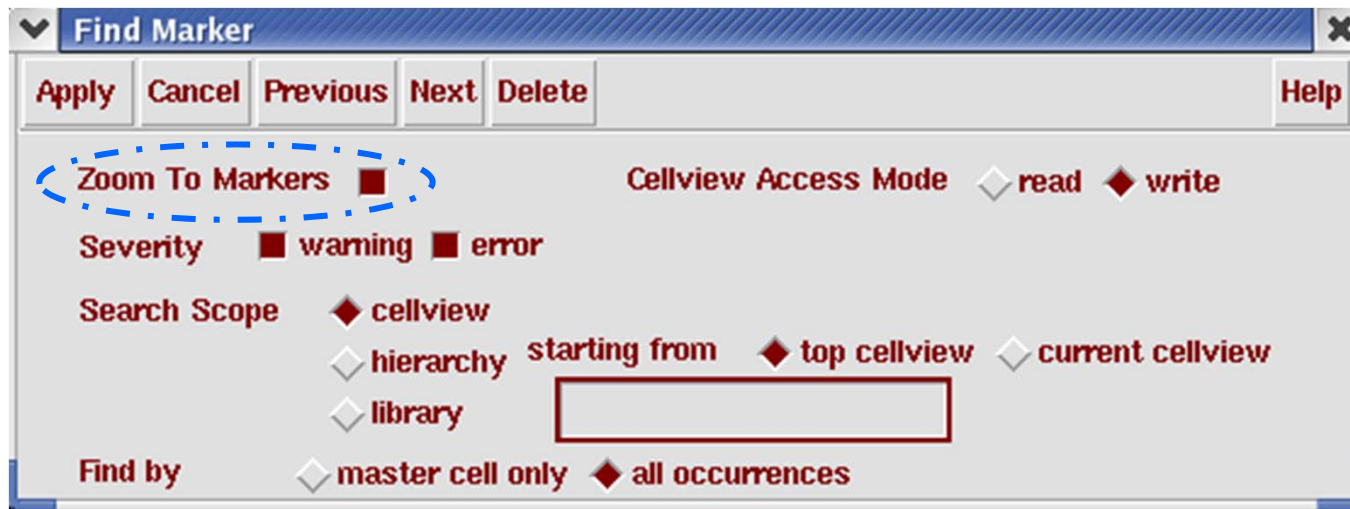 Find Marker
Apply Cancel Previous Next Delete Help
Zoom To Markers Cellview Access Mode read write
Severity warning error
Search Scope cellview
hierarchy starting from top cellview current cellview
library
Find by master cell only all occurrences